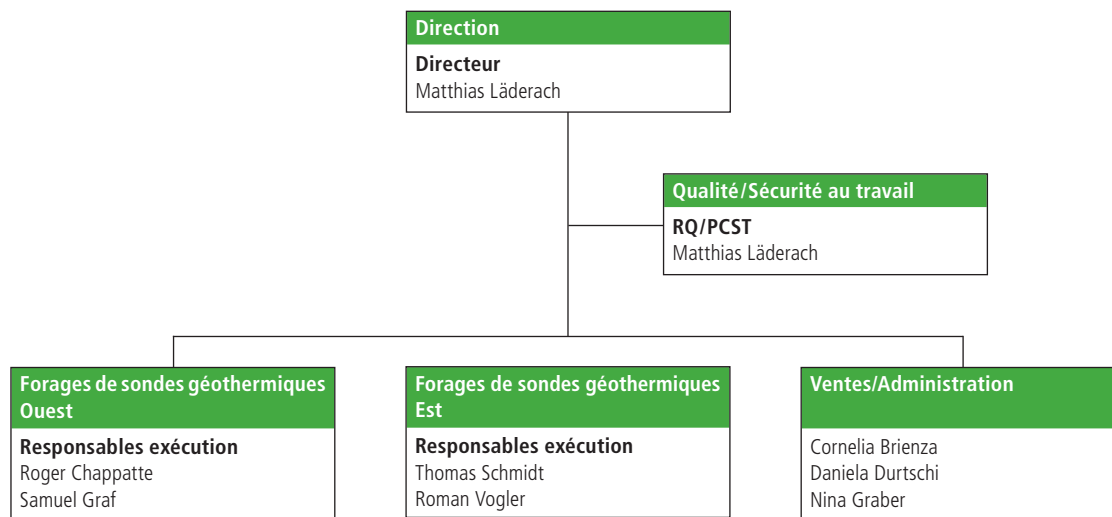 Direction
Directeur
Matthias Läderach
Qualité/Sécurité au travail
RQ/PCST
Matthias Läderach
Forages de sondes géothermiques
Ouest
Responsables exécution
Roger Chappatte
Samuel Graf
Forages de sondes géothermiques
Est
Responsables exécution
Thomas Schmidt
Roman Vogler
Ventes/Administration
Cornelia Brienza
Daniela Durtschi
Nina Graber